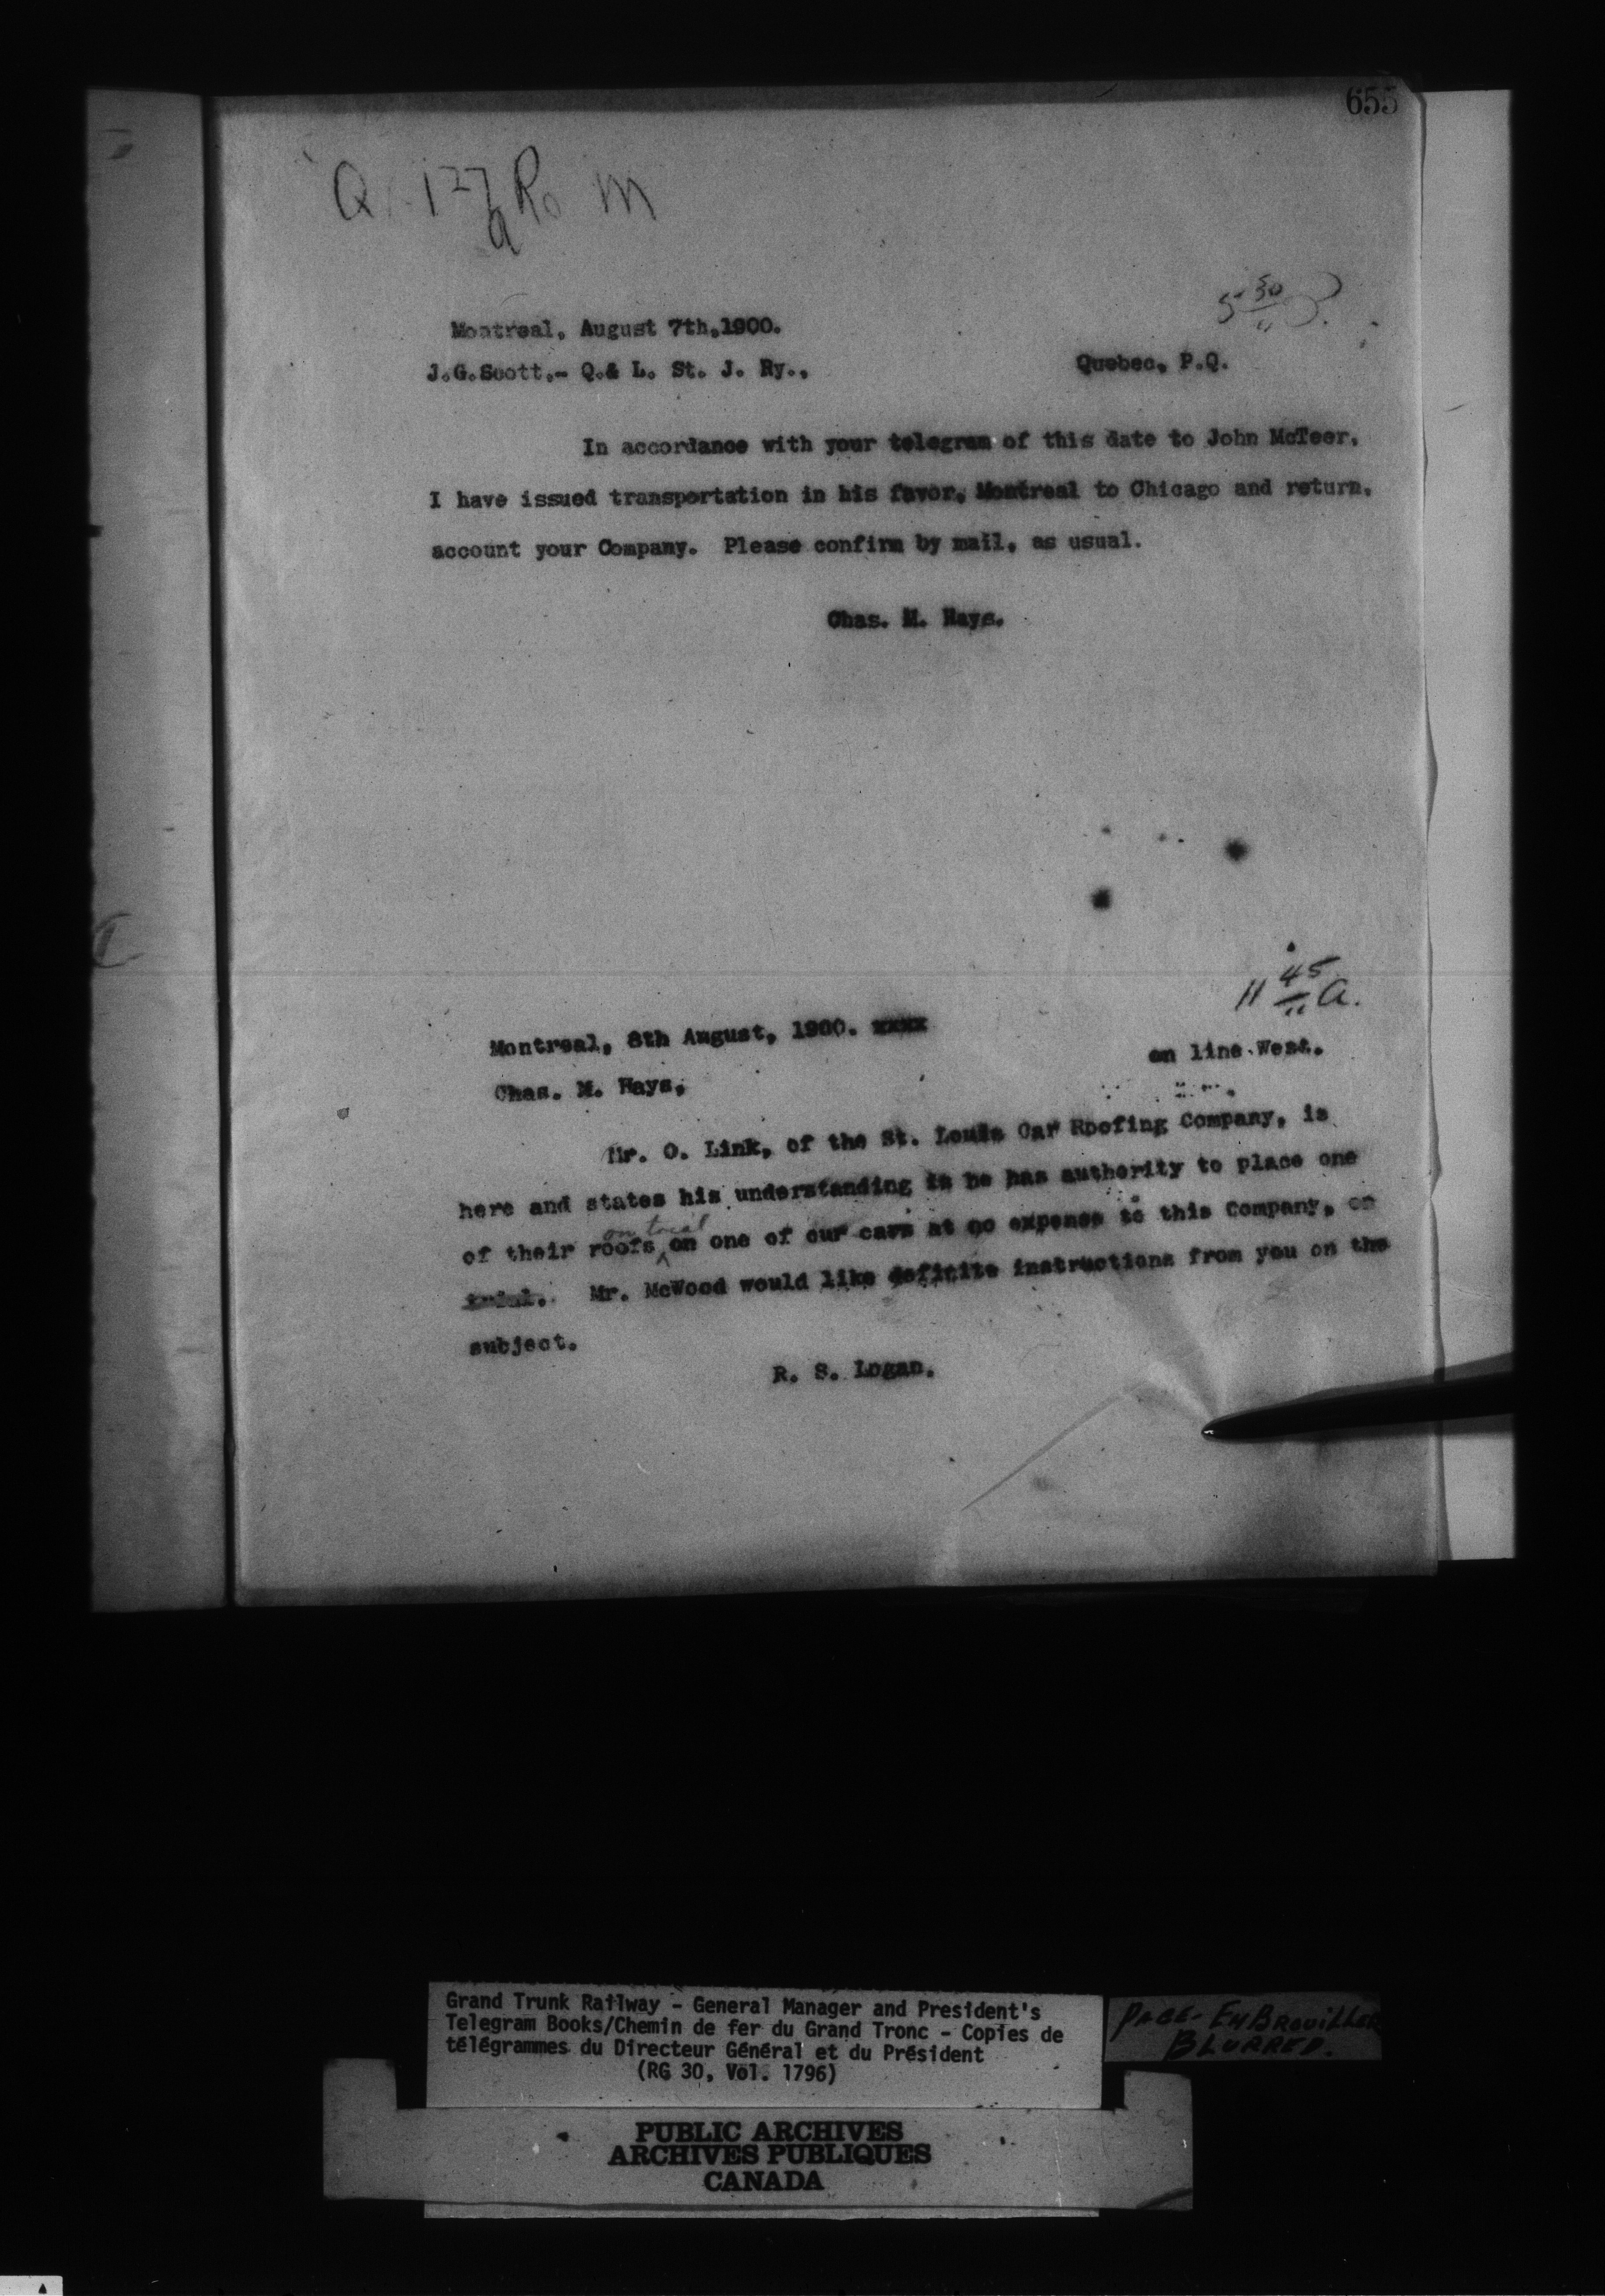 655
Q 127 Ro M
a
5 30
Montreal, August 7th,1900.
J.G.Scott.- Q.& L. St. J. Ry., Quebec, P.Q.
In accordance with your telegram of this date to John McTeer,
I have issued transportation in his favor, Montreal to Chicago and return,
account your Company. Please confirm by mail, as usual.
Chas. M. Hays.
11 45 a.
Montreal, 8th August, 1900. xxxx
on line West.
Chas. M. Hays,
Mr. O. Link, of the St. Louis Car Roofing Company, is
here and states his understanding is he has authority to place one
on trial
of their roofs on one of our cars at no expense to this Company, on
trial. Mr. McWood would like definite instructions from you on the
subject.
R. S. Logan.
Grand Trunk Railway - General Manager and President's
Telegram Books/Chemin de fer du Grand Tronc - Copies de
télégrammes du Directeur Général et du Président
(RG 30, Vol. 1796)
PAGE - EMBROUILLER
BLURRED.
PUBLIC ARCHIVES
ARCHIVES PUBLIQUES
CANADA